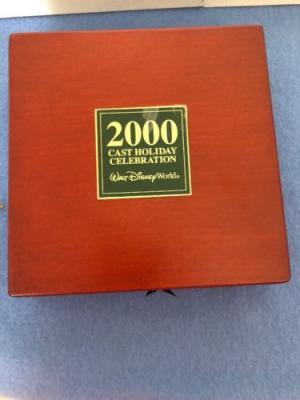 2000
CAST HOLIDAY
CELEBRATION
Walt Disney World®